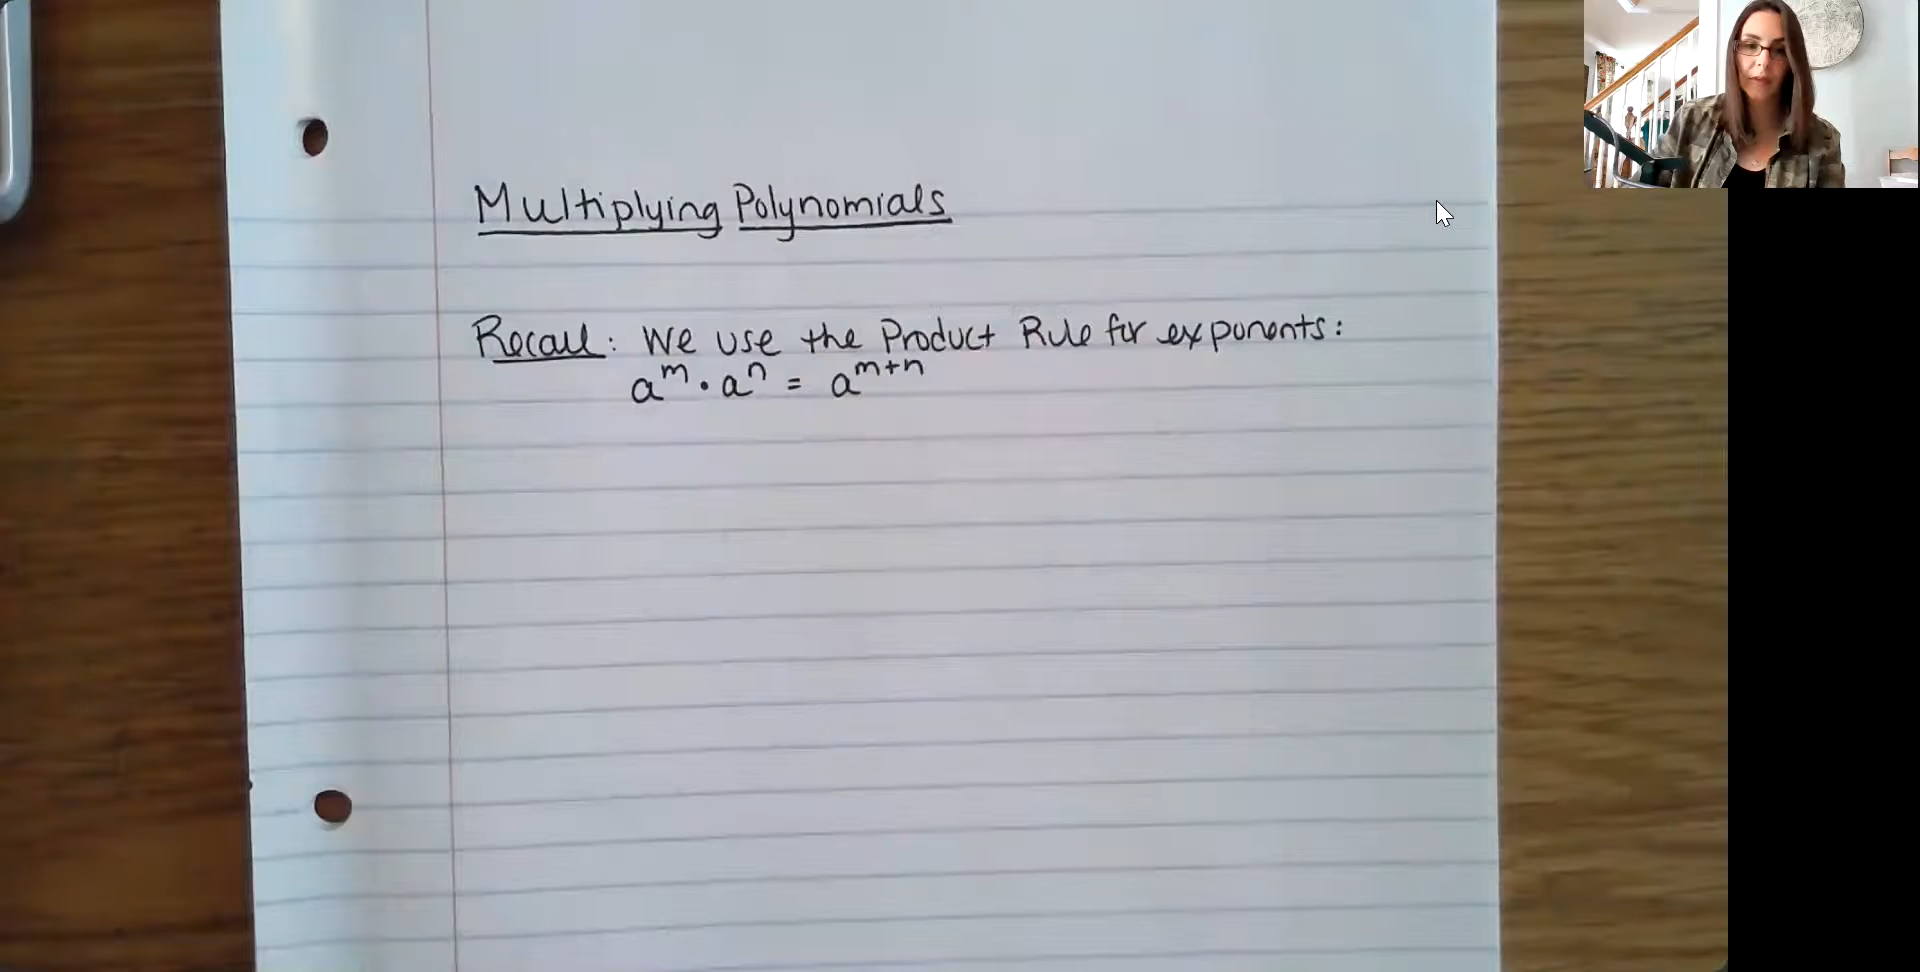 Multiplying Polynomials
Recall: We use the Product Rule for exponents:
a^m · a^n = a^{m+n}